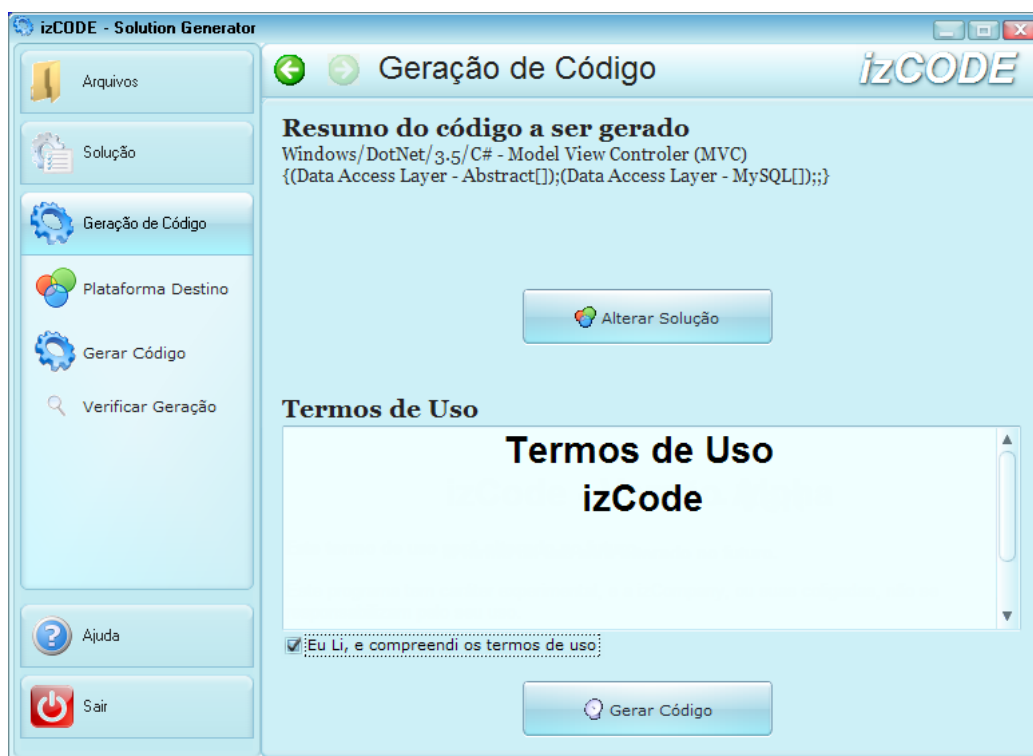 izCODE - Solution Generator
Arquivos
Solução
Geração de Código
Plataforma Destino
Gerar Código
Verificar Geração
Ajuda
Sair
Geração de Código
izCODE
Resumo do código a ser gerado
Windows/DotNet/3.5/C# - Model View Controler (MVC)
{(Data Access Layer - Abstract[]);(Data Access Layer - MySQL[]);;}
Alterar Solução
Termos de Uso
Termos de Uso
izCode
Eu Li, e compreendi os termos de uso
Gerar Código